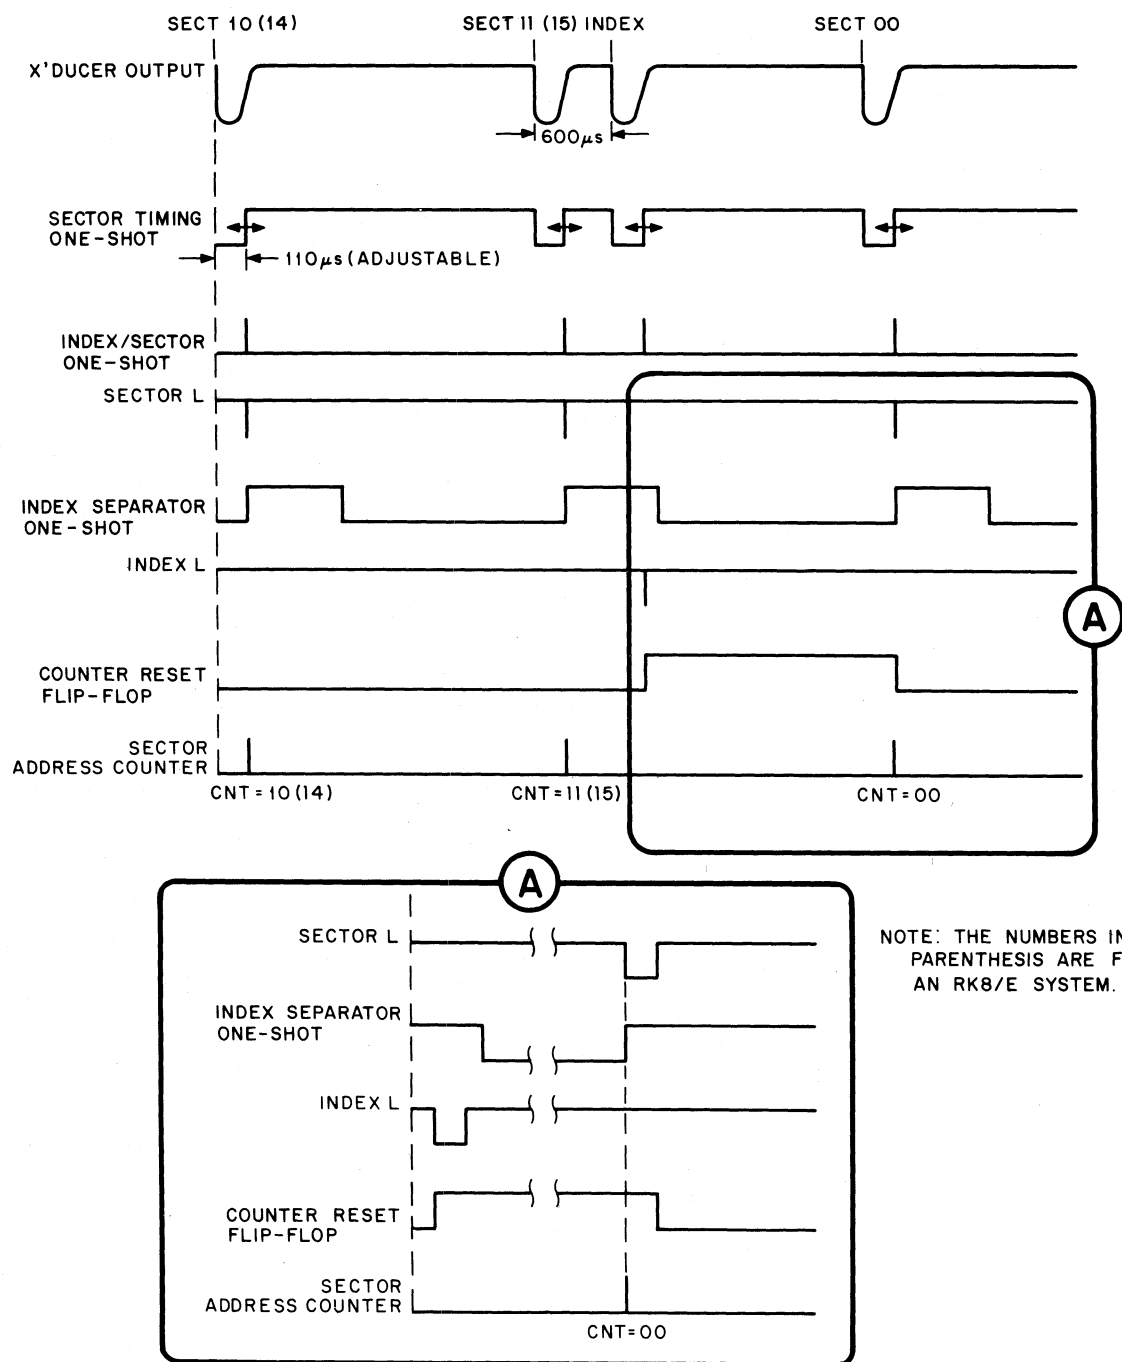 SECT 10 (14)
SECT 11 (15) INDEX
SECT 00
X'DUCER OUTPUT
600µs
SECTOR TIMING
ONE-SHOT
110µs (ADJUSTABLE)
INDEX/SECTOR
ONE-SHOT
SECTOR L
INDEX SEPARATOR
ONE-SHOT
INDEX L
A
COUNTER RESET
FLIP-FLOP
SECTOR
ADDRESS COUNTER
CNT=10 (14)
CNT=11 (15)
CNT=00
A
SECTOR L
NOTE: THE NUMBERS IN
PARENTHESIS ARE F
AN RK8/E SYSTEM.
INDEX SEPARATOR
ONE-SHOT
INDEX L
COUNTER RESET
FLIP-FLOP
SECTOR
ADDRESS COUNTER
CNT=00